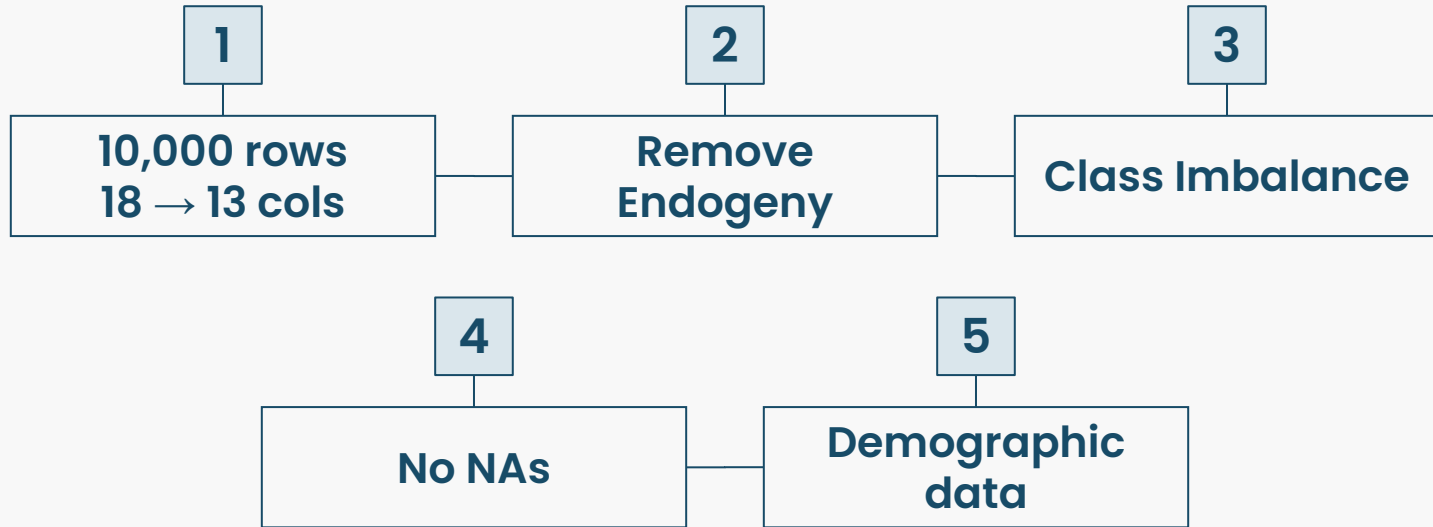 1
10,000 rows
18 → 13 cols
2
Remove
Endogeny
3
Class Imbalance
4
No NAs
5
Demographic
data